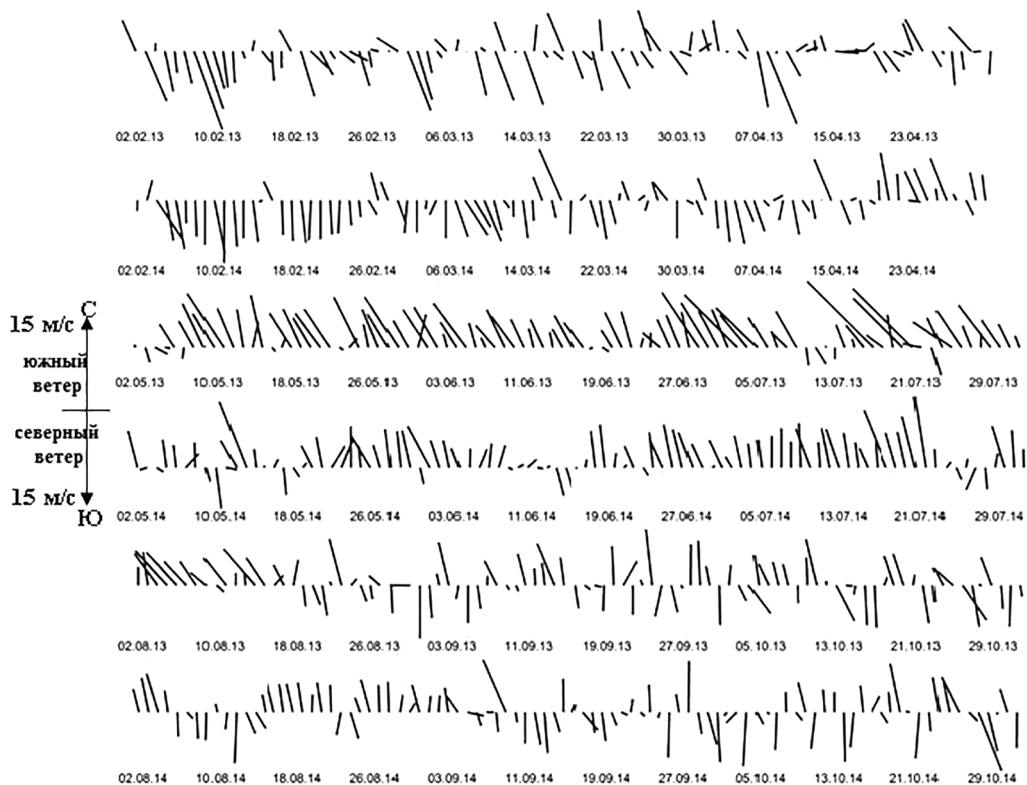 02.02.13 10.02.13 18.02.13 26.02.13 06.03.13 14.03.13 22.03.13 30.03.13 07.04.13 15.04.13 23.04.13
02.02.14 10.02.14 18.02.14 26.02.14 06.03.14 14.03.14 22.03.14 30.03.14 07.04.14 15.04.14 23.04.14
С
15 м/с
южный
ветер
02.05.13 10.05.13 18.05.13 26.05.13 03.06.13 11.06.13 19.06.13 27.06.13 05.07.13 13.07.13 21.07.13 29.07.13
северный
ветер
15 м/с
Ю
02.05.14 10.05.14 18.05.14 26.05.14 03.06.14 11.06.14 19.06.14 27.06.14 05.07.14 13.07.14 21.07.14 29.07.14
02.08.13 10.08.13 18.08.13 26.08.13 03.09.13 11.09.13 19.09.13 27.09.13 05.10.13 13.10.13 21.10.13 29.10.13
02.08.14 10.08.14 18.08.14 26.08.14 03.09.14 11.09.14 19.09.14 27.09.14 05.10.14 13.10.14 21.10.14 29.10.14